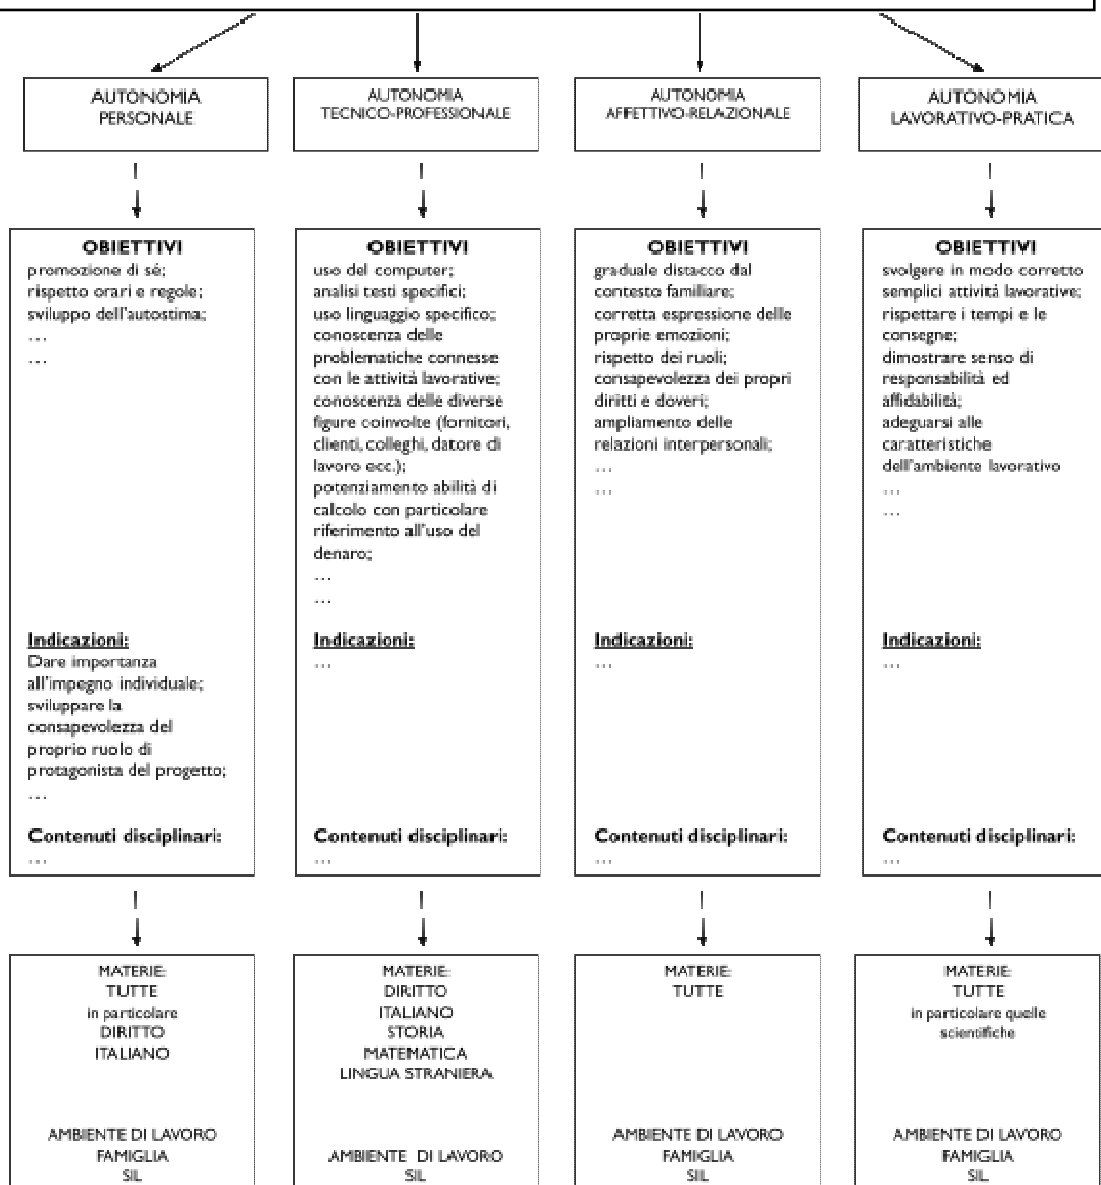 AUTONOMIA
PERSONALE
AUTONOMIA
TECNICO-PROFESSIONALE
AUTONOMIA
AFFETTIVO-RELAZIONALE
AUTONOMIA
LAVORATIVO-PRATICA
OBIETTIVI
promozione di sé;
rispetto orari e regole;
sviluppo dell'autostima;
...
...
Indicazioni:
Dare importanza
all'impegno individuale;
sviluppare la
consapevolezza del
proprio ruolo di
protagonista del progetto;
...
Contenuti disciplinari:
...
OBIETTIVI
uso del computer;
analisi testi specifici;
uso linguaggio specifico;
conoscenza delle
problematiche connesse
con le attività lavorative;
conoscenza delle diverse
figure coinvolte (fornitori,
clienti, colleghi, datore di
lavoro ecc.);
potenziamento abilità di
calcolo con particolare
riferimento all'uso del
denaro;
...
...
Indicazioni:
...
Contenuti disciplinari:
...
OBIETTIVI
graduale distacco dal
contesto familiare;
corretta espressione delle
proprie emozioni;
rispetto dei ruoli;
consapevolezza dei propri
diritti e doveri;
ampliamento delle
relazioni interpersonali;
...
...
Indicazioni:
...
Contenuti disciplinari:
...
OBIETTIVI
svolgere in modo corretto
semplici attività lavorative;
rispettare i tempi e le
consegne;
dimostrare senso di
responsabilità ed
affidabilità;
adeguarsi alle
caratteristiche
dell'ambiente lavorativo
...
...
Indicazioni:
...
Contenuti disciplinari:
...
MATERIE:
TUTTE
in particolare
DIRITTO
ITALIANO
AMBIENTE DI LAVORO
FAMIGLIA
SIL
MATERIE:
DIRITTO
ITALIANO
STORIA
MATEMATICA
LINGUA STRANIERA
AMBIENTE DI LAVORO
SIL
MATERIE:
TUTTE
AMBIENTE DI LAVORO
FAMIGLIA
SIL
MATERIE:
TUTTE
in particolare quelle
scientifiche
AMBIENTE DI LAVORO
FAMIGLIA
SIL